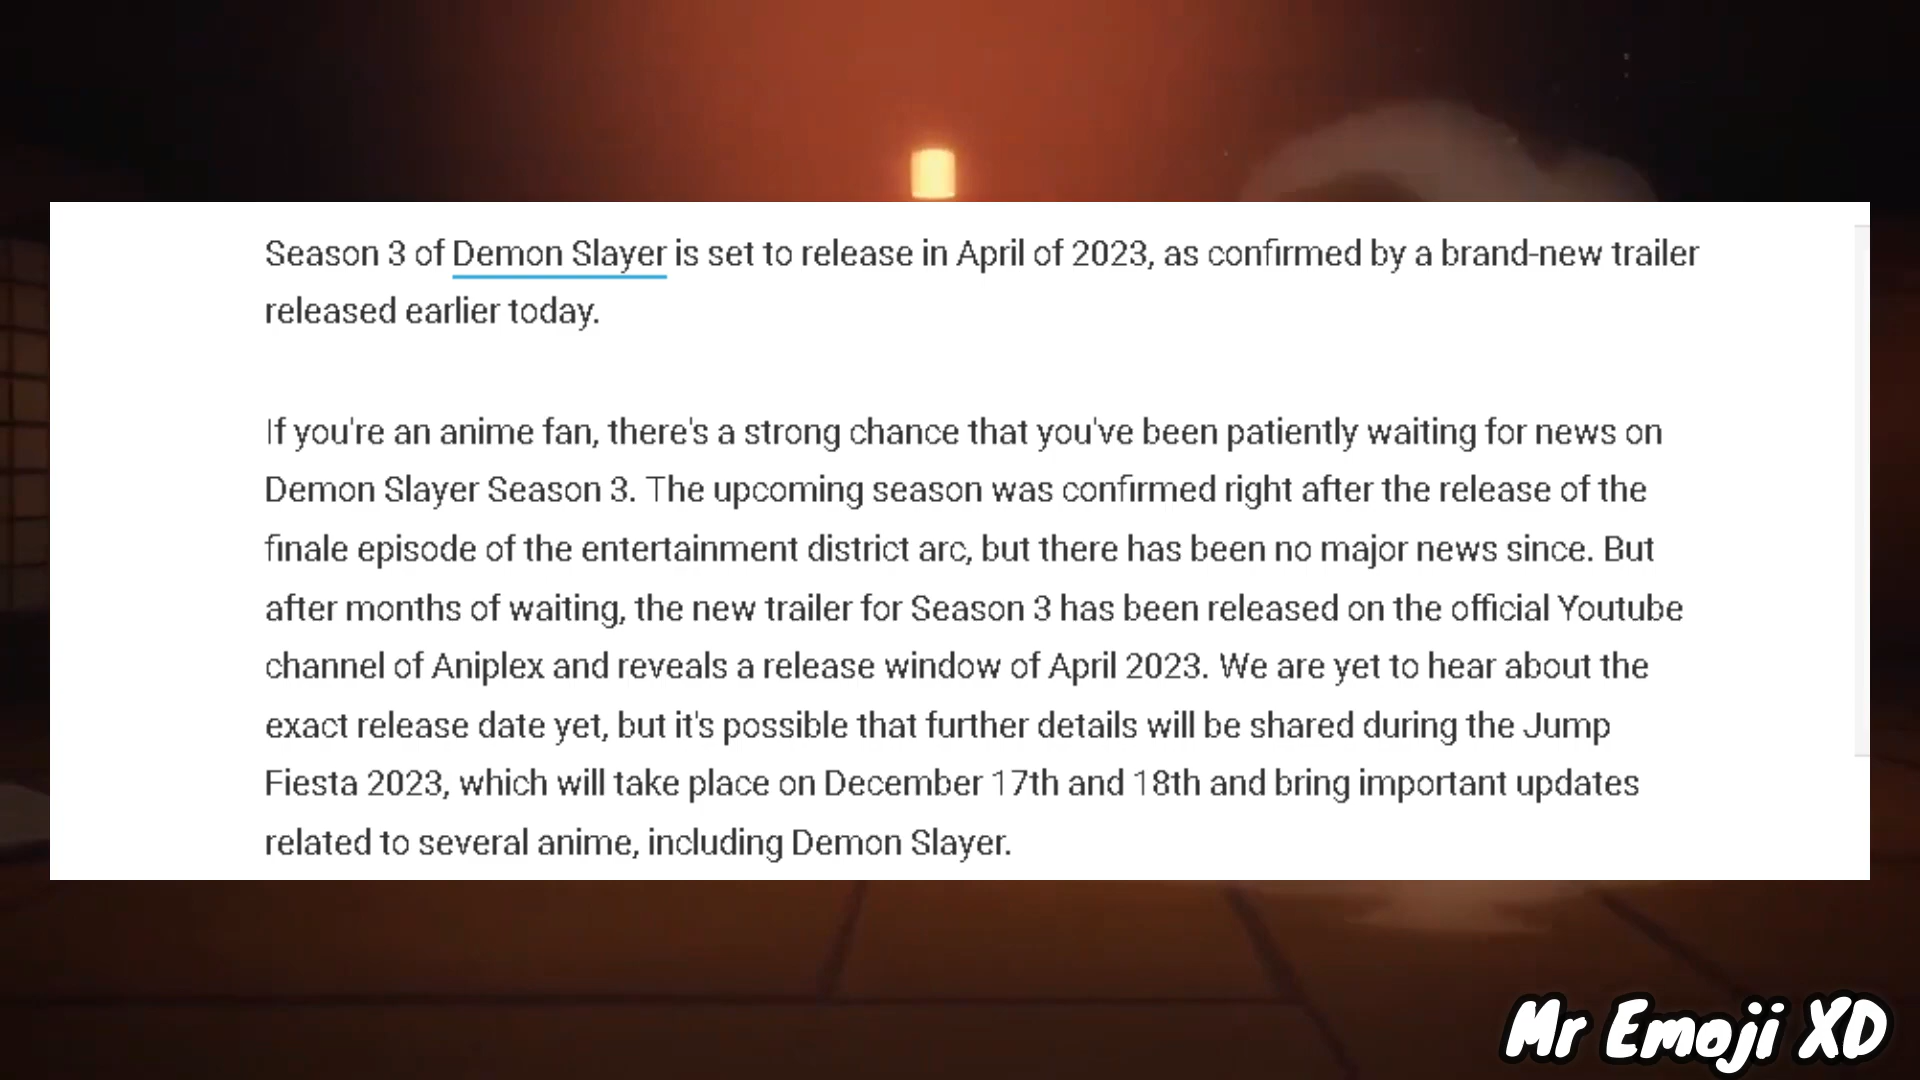 Season 3 of Demon Slayer is set to release in April of 2023, as confirmed by a brand-new trailer
released earlier today.
If you're an anime fan, there's a strong chance that you've been patiently waiting for news on
Demon Slayer Season 3. The upcoming season was confirmed right after the release of the
finale episode of the entertainment district arc, but there has been no major news since. But
after months of waiting, the new trailer for Season 3 has been released on the official Youtube
channel of Aniplex and reveals a release window of April 2023. We are yet to hear about the
exact release date yet, but it's possible that further details will be shared during the Jump
Fiesta 2023, which will take place on December 17th and 18th and bring important updates
related to several anime, including Demon Slayer.
Mr Emoji XD